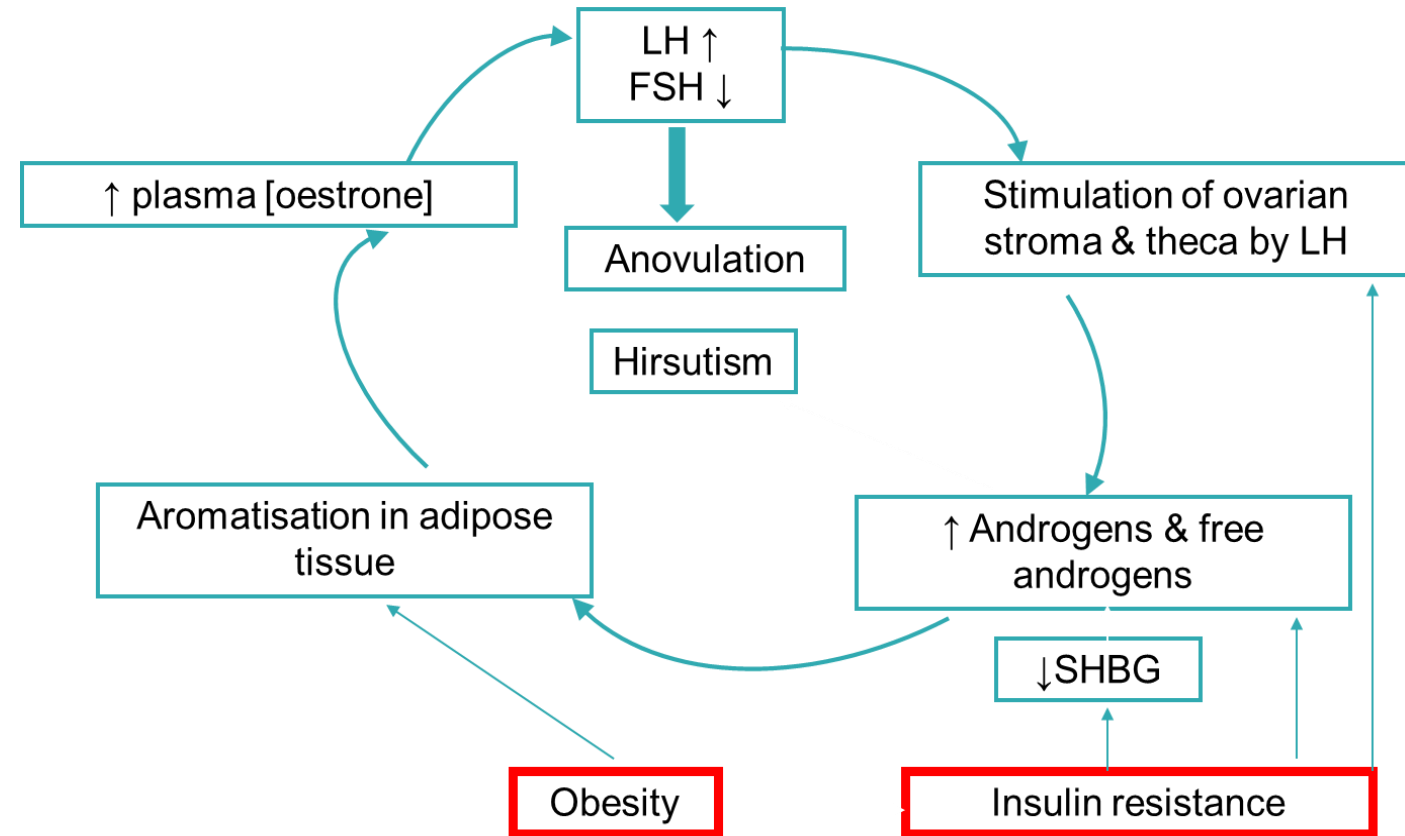 LH ↑
FSH ↓
↑ plasma [oestrone]
Stimulation of ovarian
stroma & theca by LH
Anovulation
Hirsutism
Aromatisation in adipose
tissue
↑ Androgens & free
androgens
↓SHBG
Obesity
Insulin resistance